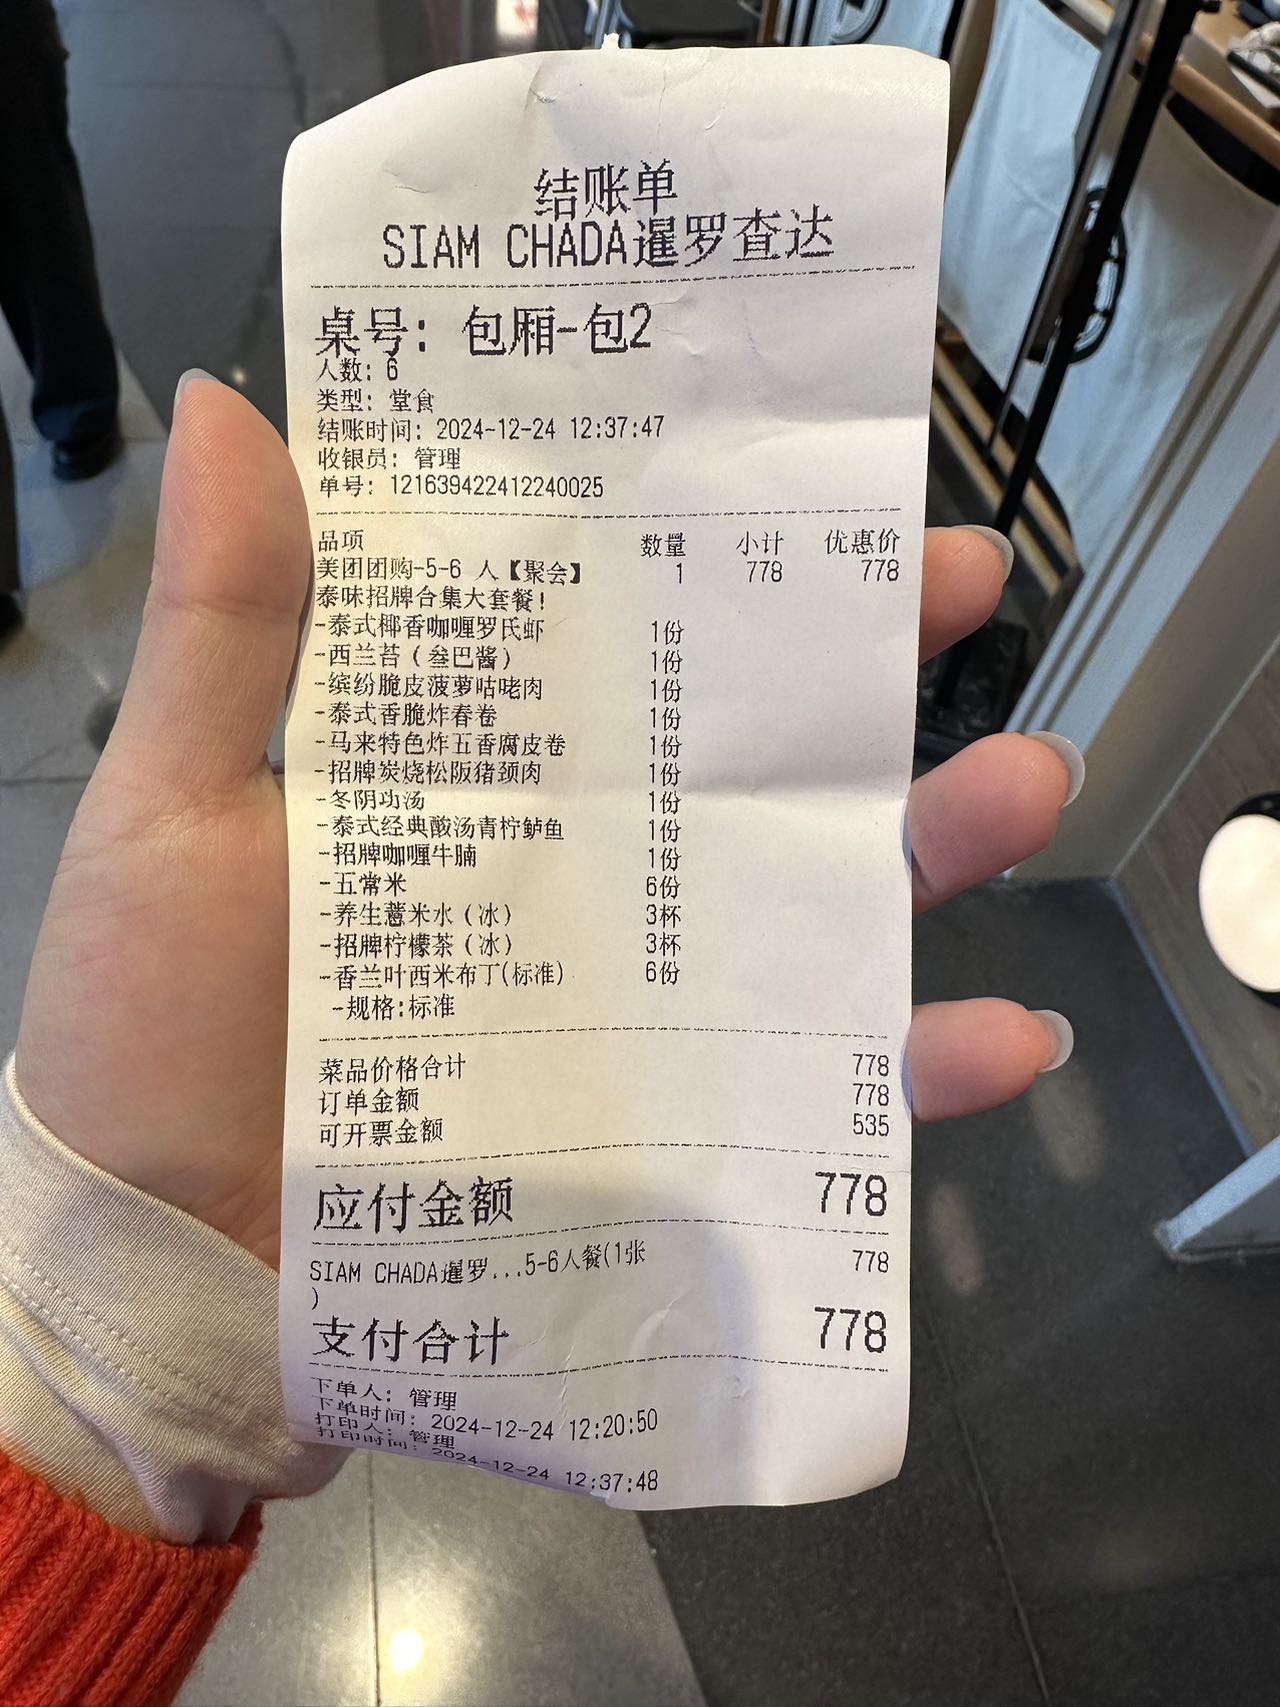 结账单
SIAM CHADA暹罗查达
桌号: 包厢-包2
人数: 6
类型: 堂食
结账时间: 2024-12-24 12:37:47
收银员: 管理
单号: 121639422412240025
品项 数量 小计 优惠价
美团团购-5-6 人【聚会】 1 778 778
泰味招牌合集大套餐!
-泰式椰香咖喱罗氏虾 1份
-西兰苔(叁巴酱) 1份
-缤纷脆皮菠萝咕咾肉 1份
-泰式香脆炸春卷 1份
-马来特色炸五香腐皮卷 1份
-招牌炭烧松阪猪颈肉 1份
-冬阴功汤 1份
-泰式经典酸汤青柠鲈鱼 1份
-招牌咖喱牛腩 1份
-五常米 6份
-养生薏米水(冰) 3杯
-招牌柠檬茶(冰) 3杯
-香兰叶西米布丁(标准) 6份
-规格:标准
菜品价格合计 778
订单金额 778
可开票金额 535
应付金额 778
SIAM CHADA暹罗...5-6人餐(1张 778
)
支付合计 778
下单人: 管理
下单时间: 2024-12-24 12:20:50
打印人: 管理
打印时间: 2024-12-24 12:37:48